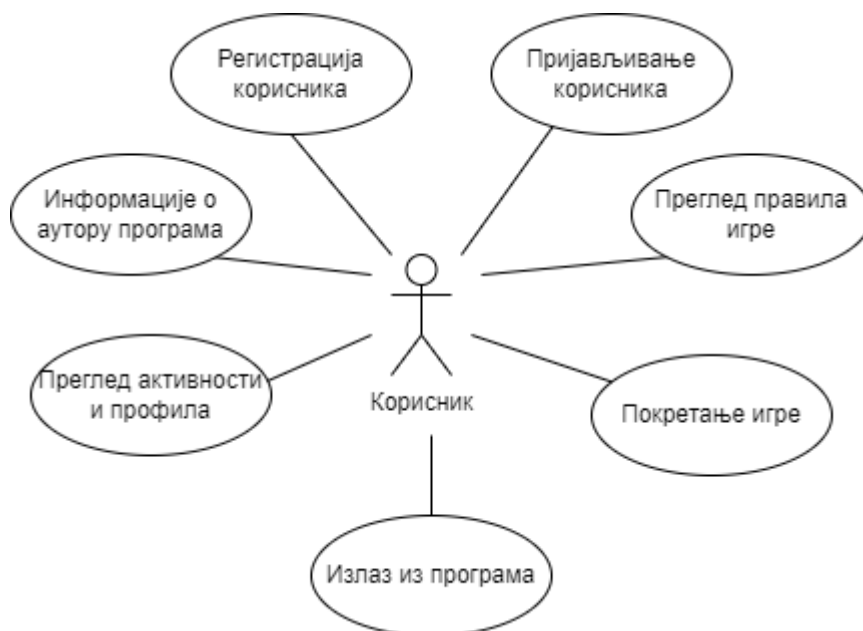 Регистрација
корисника
Пријављивање
корисника
Информације о
аутору програма
Преглед правила
игре
Преглед активности
и профила
Корисник
Покретање игре
Излаз из програма